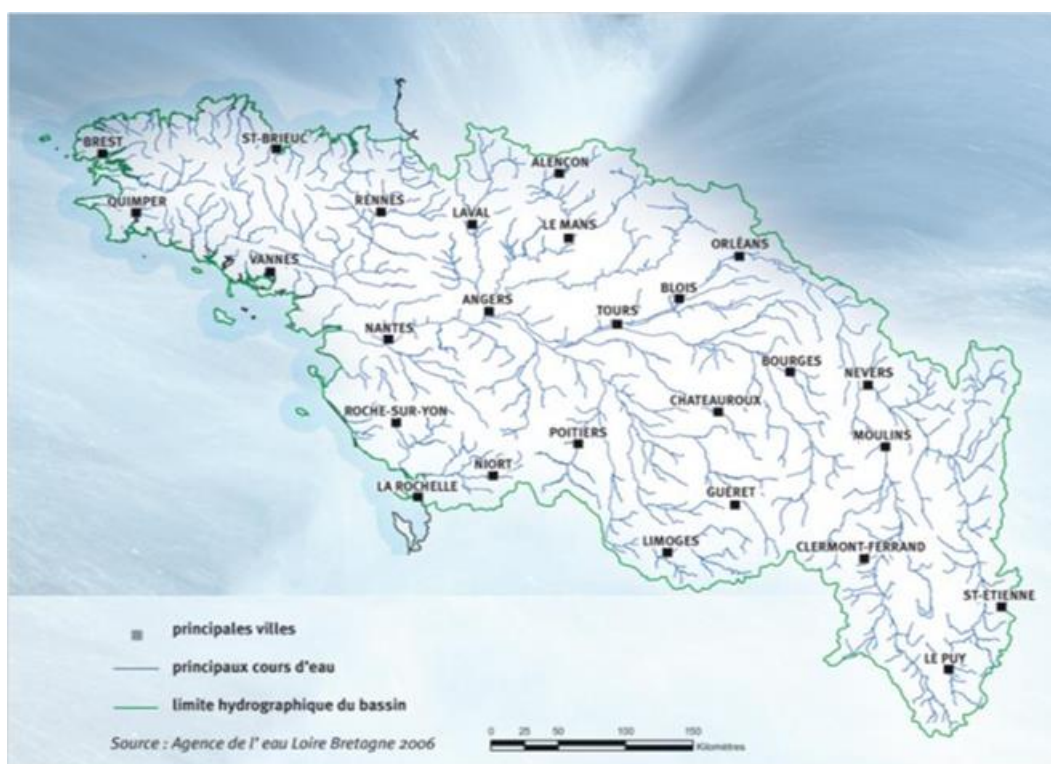 BREST
ST-BRIEUC
ALENÇON
QUIMPER
RENNES
LAVAL
LE MANS
ORLÉANS
VANNES
BLOIS
ANGERS
TOURS
NANTES
BOURGES
NEVERS
CHATEAUROUX
ROCHE-SUR-YON
POITIERS
MOULINS
NIORT
LA ROCHELLE
GUÉRET
LIMOGES
CLERMONT-FERRAND
ST-ETIENNE
LE PUY
principales villes
principaux cours d'eau
limite hydrographique du bassin
Source : Agence de l' eau Loire Bretagne 2006
0 25 50 100 150
Kilomètres